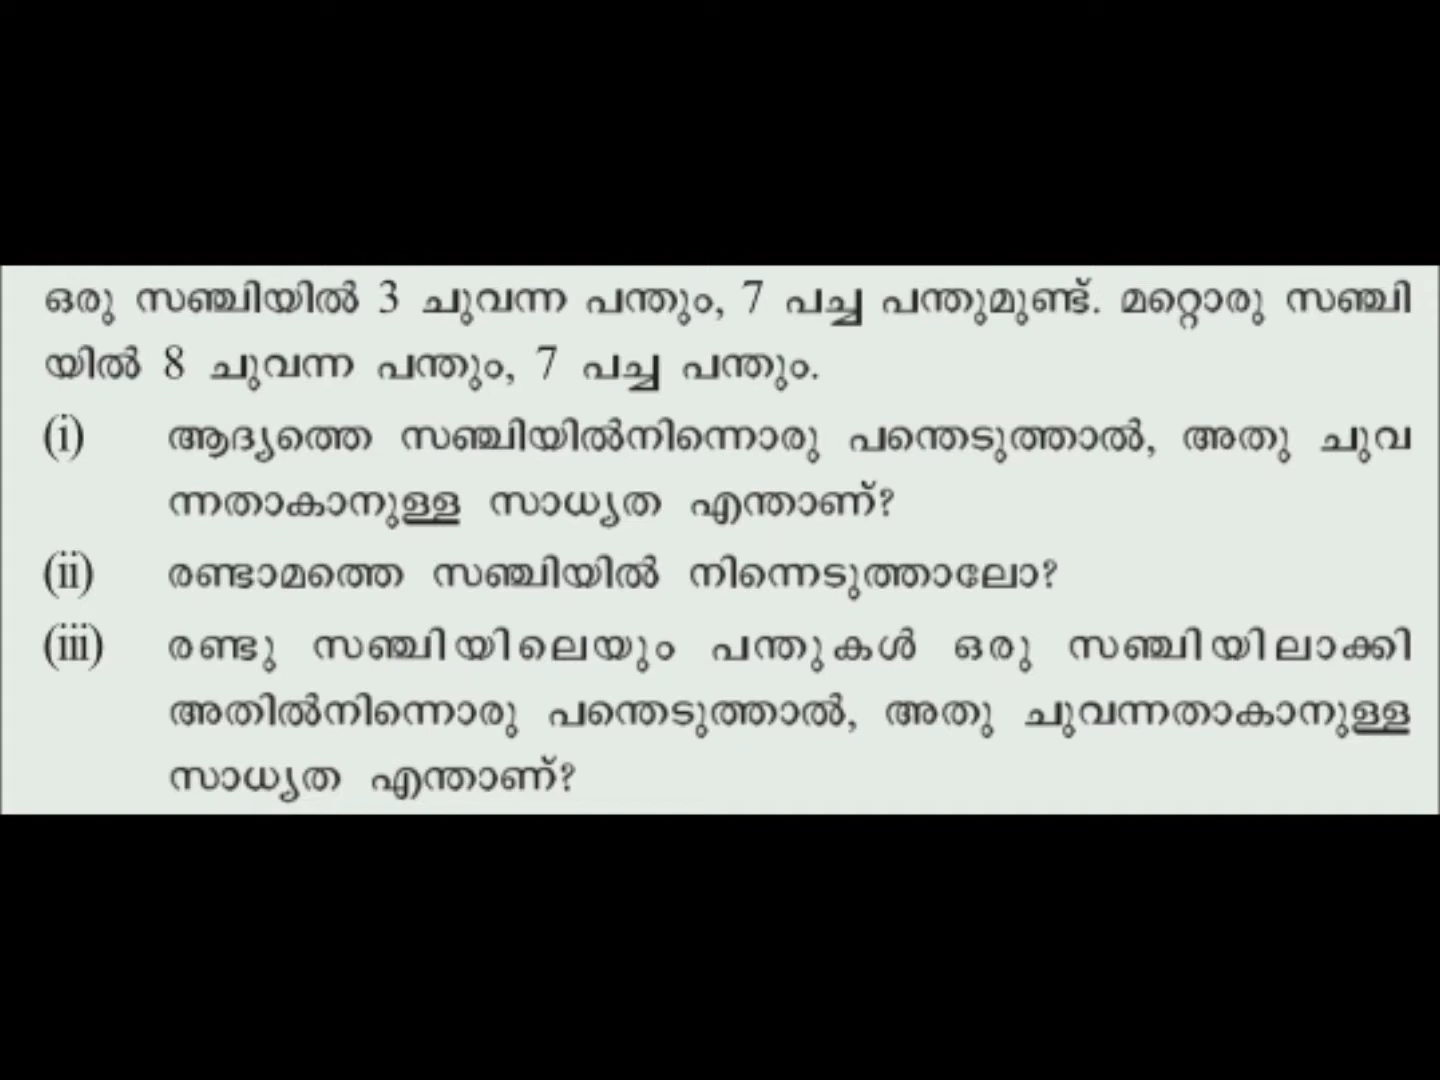 ഒരു സഞ്ചിയിൽ 3 ചുവന്ന പന്തും, 7 പച്ച പന്തുമുണ്ട്. മറ്റൊരു സഞ്ചി
യിൽ 8 ചുവന്ന പന്തും, 7 പച്ച പന്തും.
(i) ആദ്യത്തെ സഞ്ചിയിൽനിന്നൊരു പന്തെടുത്താൽ, അതു ചുവ
ന്നതാകാനുള്ള സാധ്യത എന്താണ്?
(ii) രണ്ടാമത്തെ സഞ്ചിയിൽ നിന്നെടുത്താലോ?
(iii) രണ്ടു സഞ്ചിയിലെയും പന്തുകൾ ഒരു സഞ്ചിയിലാക്കി
അതിൽനിന്നൊരു പന്തെടുത്താൽ, അതു ചുവന്നതാകാനുള്ള
സാധ്യത എന്താണ്?